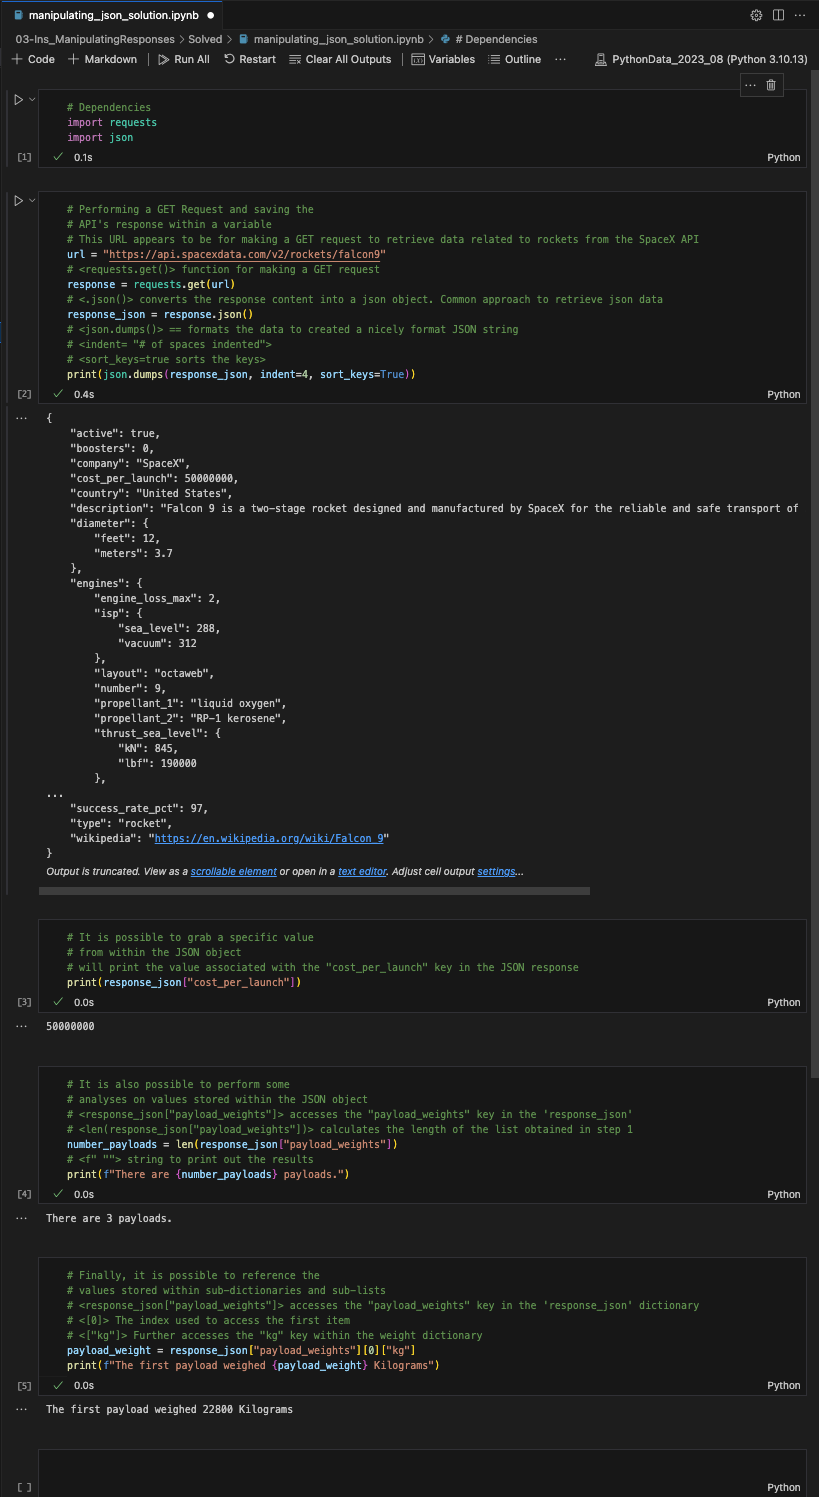 manipulating_json_solution.ipynb
03-Ins_ManipulatingResponses > Solved > manipulating_json_solution.ipynb > # Dependencies
+ Code + Markdown | Run All Restart Clear All Outputs | Variables Outline ... PythonData_2023_08 (Python 3.10.13)
# Dependencies
import requests
import json
[1] 0.1s Python
# Performing a GET Request and saving the
# API's response within a variable
# This URL appears to be for making a GET request to retrieve data related to rockets from the SpaceX API
url = "https://api.spacexdata.com/v2/rockets/falcon9"
# <requests.get()> function for making a GET request
response = requests.get(url)
# <.json()> converts the response content into a json object. Common approach to retrieve json data
response_json = response.json()
# <json.dumps()> == formats the data to created a nicely format JSON string
# <indent= "# of spaces indented">
# <sort_keys=true sorts the keys>
print(json.dumps(response_json, indent=4, sort_keys=True))
[2] 0.4s Python
... {
"active": true,
"boosters": 0,
"company": "SpaceX",
"cost_per_launch": 50000000,
"country": "United States",
"description": "Falcon 9 is a two-stage rocket designed and manufactured by SpaceX for the reliable and safe transport of
"diameter": {
"feet": 12,
"meters": 3.7
},
"engines": {
"engine_loss_max": 2,
"isp": {
"sea_level": 288,
"vacuum": 312
},
"layout": "octaweb",
"number": 9,
"propellant_1": "liquid oxygen",
"propellant_2": "RP-1 kerosene",
"thrust_sea_level": {
"kN": 845,
"lbf": 190000
},
...
"success_rate_pct": 97,
"type": "rocket",
"wikipedia": "https://en.wikipedia.org/wiki/Falcon_9"
}
Output is truncated. View as a scrollable element or open in a text editor. Adjust cell output settings...
# It is possible to grab a specific value
# from within the JSON object
# will print the value associated with the "cost_per_launch" key in the JSON response
print(response_json["cost_per_launch"])
[3] 0.0s Python
... 50000000
# It is also possible to perform some
# analyses on values stored within the JSON object
# <response_json["payload_weights"]> accesses the "payload_weights" key in the 'response_json'
# <len(response_json["payload_weights"])> calculates the length of the list obtained in step 1
number_payloads = len(response_json["payload_weights"])
# <f" ""> string to print out the results
print(f"There are {number_payloads} payloads.")
[4] 0.0s Python
... There are 3 payloads.
# Finally, it is possible to reference the
# values stored within sub-dictionaries and sub-lists
# <response_json["payload_weights"]> accesses the "payload_weights" key in the 'response_json' dictionary
# <[0]> The index used to access the first item
# <["kg"]> Further accesses the "kg" key within the weight dictionary
payload_weight = response_json["payload_weights"][0]["kg"]
print(f"The first payload weighed {payload_weight} Kilograms")
[5] 0.0s Python
... The first payload weighed 22800 Kilograms
[ ] Python